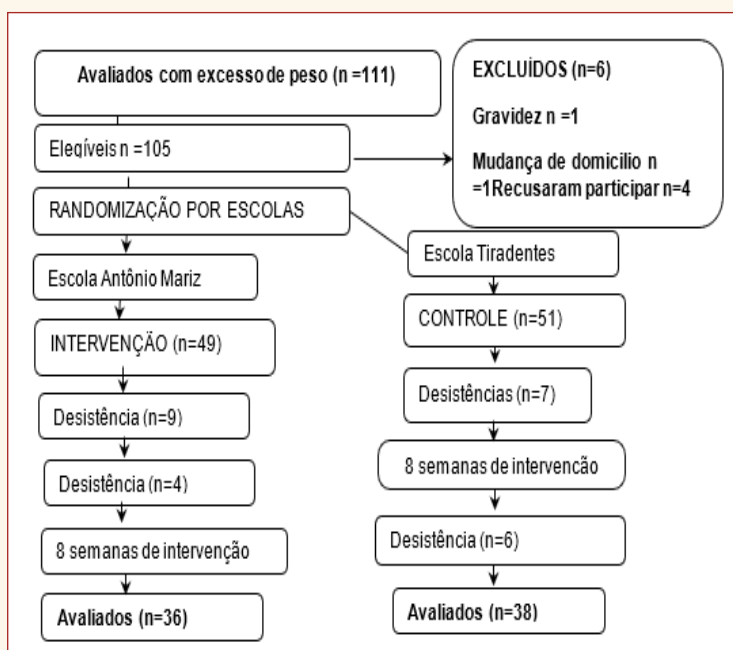 Avaliados com excesso de peso (n =111)
EXCLUÍDOS (n=6)
Gravidez n =1
Mudança de domicilio n
=1Recusaram participar n=4
Elegíveis n =105
RANDOMIZAÇÃO POR ESCOLAS
Escola Antônio Mariz
INTERVENÇÃO (n=49)
Desistência (n=9)
Desistência (n=4)
8 semanas de intervenção
Avaliados (n=36)
Escola Tiradentes
CONTROLE (n=51)
Desistências (n=7)
8 semanas de intervenção
Desistência (n=6)
Avaliados (n=38)